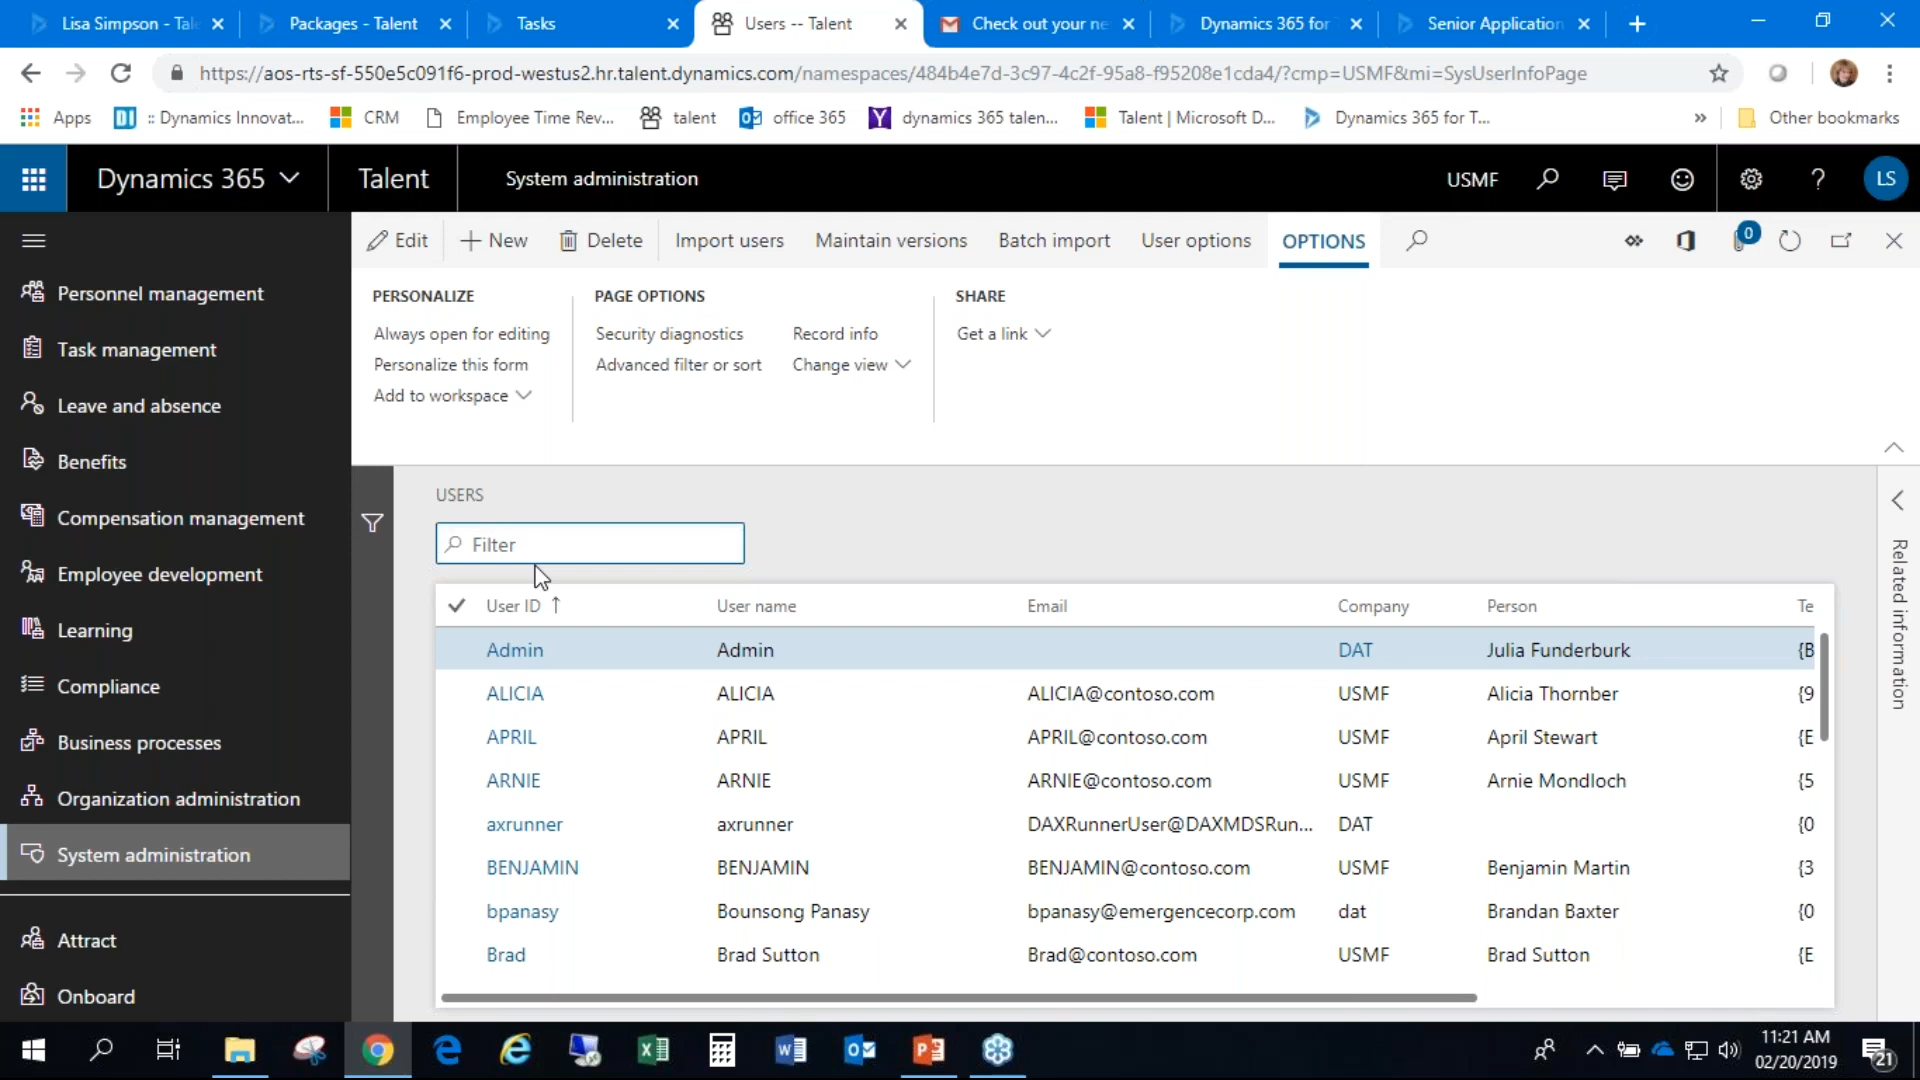 Lisa Simpson - Tal
Packages - Talent
Tasks
Users -- Talent
Check out your ne
Dynamics 365 for
Senior Application
https://aos-rts-sf-550e5c091f6-prod-westus2.hr.talent.dynamics.com/namespaces/484b4e7d-3c97-4c2f-95a8-f95208e1cda4/?cmp=USMF&mi=SysUserInfoPage
Apps
:: Dynamics Innovat...
CRM
Employee Time Rev...
talent
office 365
dynamics 365 talen...
Talent | Microsoft D...
Dynamics 365 for T...
»
Other bookmarks
Dynamics 365
Talent
System administration
USMF
?
LS
Edit
New
Delete
Import users
Maintain versions
Batch import
User options
OPTIONS
0
PERSONALIZE
Always open for editing
Personalize this form
Add to workspace
PAGE OPTIONS
Security diagnostics
Advanced filter or sort
Record info
Change view
SHARE
Get a link
Personnel management
Task management
Leave and absence
Benefits
Compensation management
Employee development
Learning
Compliance
Business processes
Organization administration
System administration
Attract
Onboard
USERS
Filter
User ID User name Email Company Person Te
Admin Admin DAT Julia Funderburk {B
ALICIA ALICIA ALICIA@contoso.com USMF Alicia Thornber {9
APRIL APRIL APRIL@contoso.com USMF April Stewart {E
ARNIE ARNIE ARNIE@contoso.com USMF Arnie Mondloch {5
axrunner axrunner DAXRunnerUser@DAXMDSRun... DAT {0
BENJAMIN BENJAMIN BENJAMIN@contoso.com USMF Benjamin Martin {3
bpanasy Bounsong Panasy bpanasy@emergencecorp.com dat Brandan Baxter {0
Brad Brad Sutton Brad@contoso.com USMF Brad Sutton {E
Related information
11:21 AM
02/20/2019
21